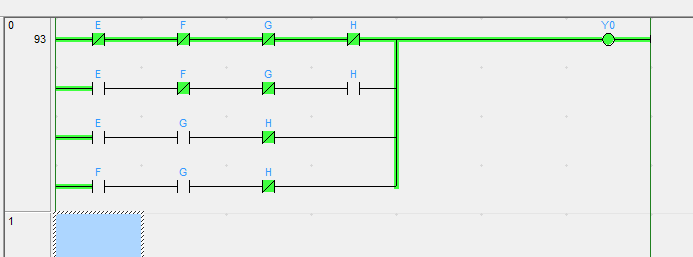 0
E F G H Y0
93
E F G H
E G H
F G H
1